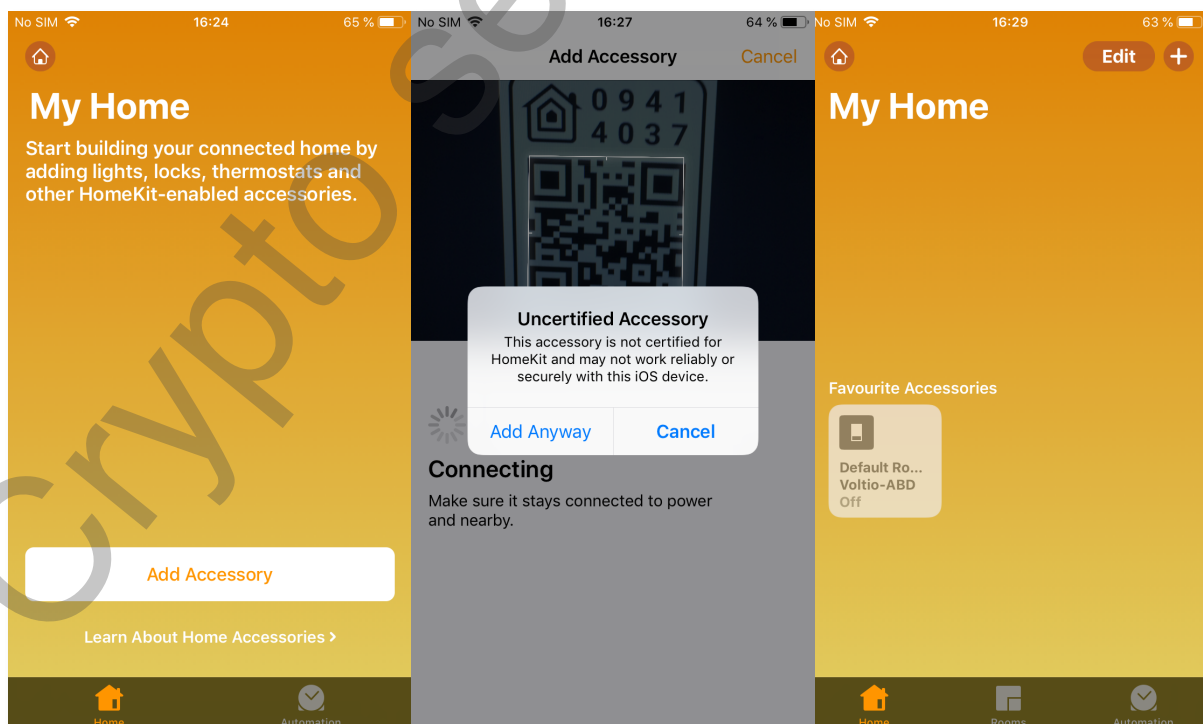 No SIM 16:24 65 %
My Home
Start building your connected home by
adding lights, locks, thermostats and
other HomeKit-enabled accessories.
Add Accessory
Learn About Home Accessories >
Home Automation
No SIM 16:27 64 %
Add Accessory Cancel
0941
4037
Uncertified Accessory
This accessory is not certified for
HomeKit and may not work reliably or
securely with this iOS device.
Add Anyway Cancel
Connecting
Make sure it stays connected to power
and nearby.
No SIM 16:29 63 %
Edit +
My Home
Favourite Accessories
Default Ro...
Voltio-ABD
Off
Home Rooms Automation
Crypto se